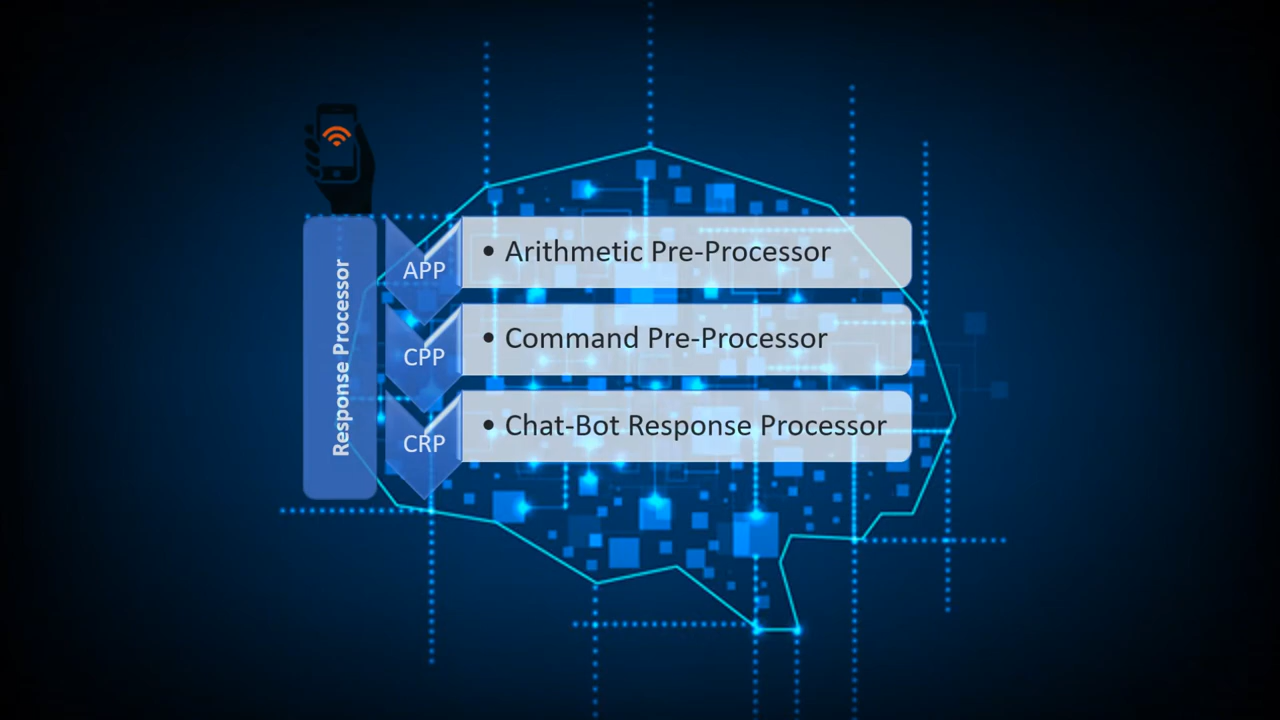 Response Processor
APP
• Arithmetic Pre-Processor
CPP
• Command Pre-Processor
CRP
• Chat-Bot Response Processor